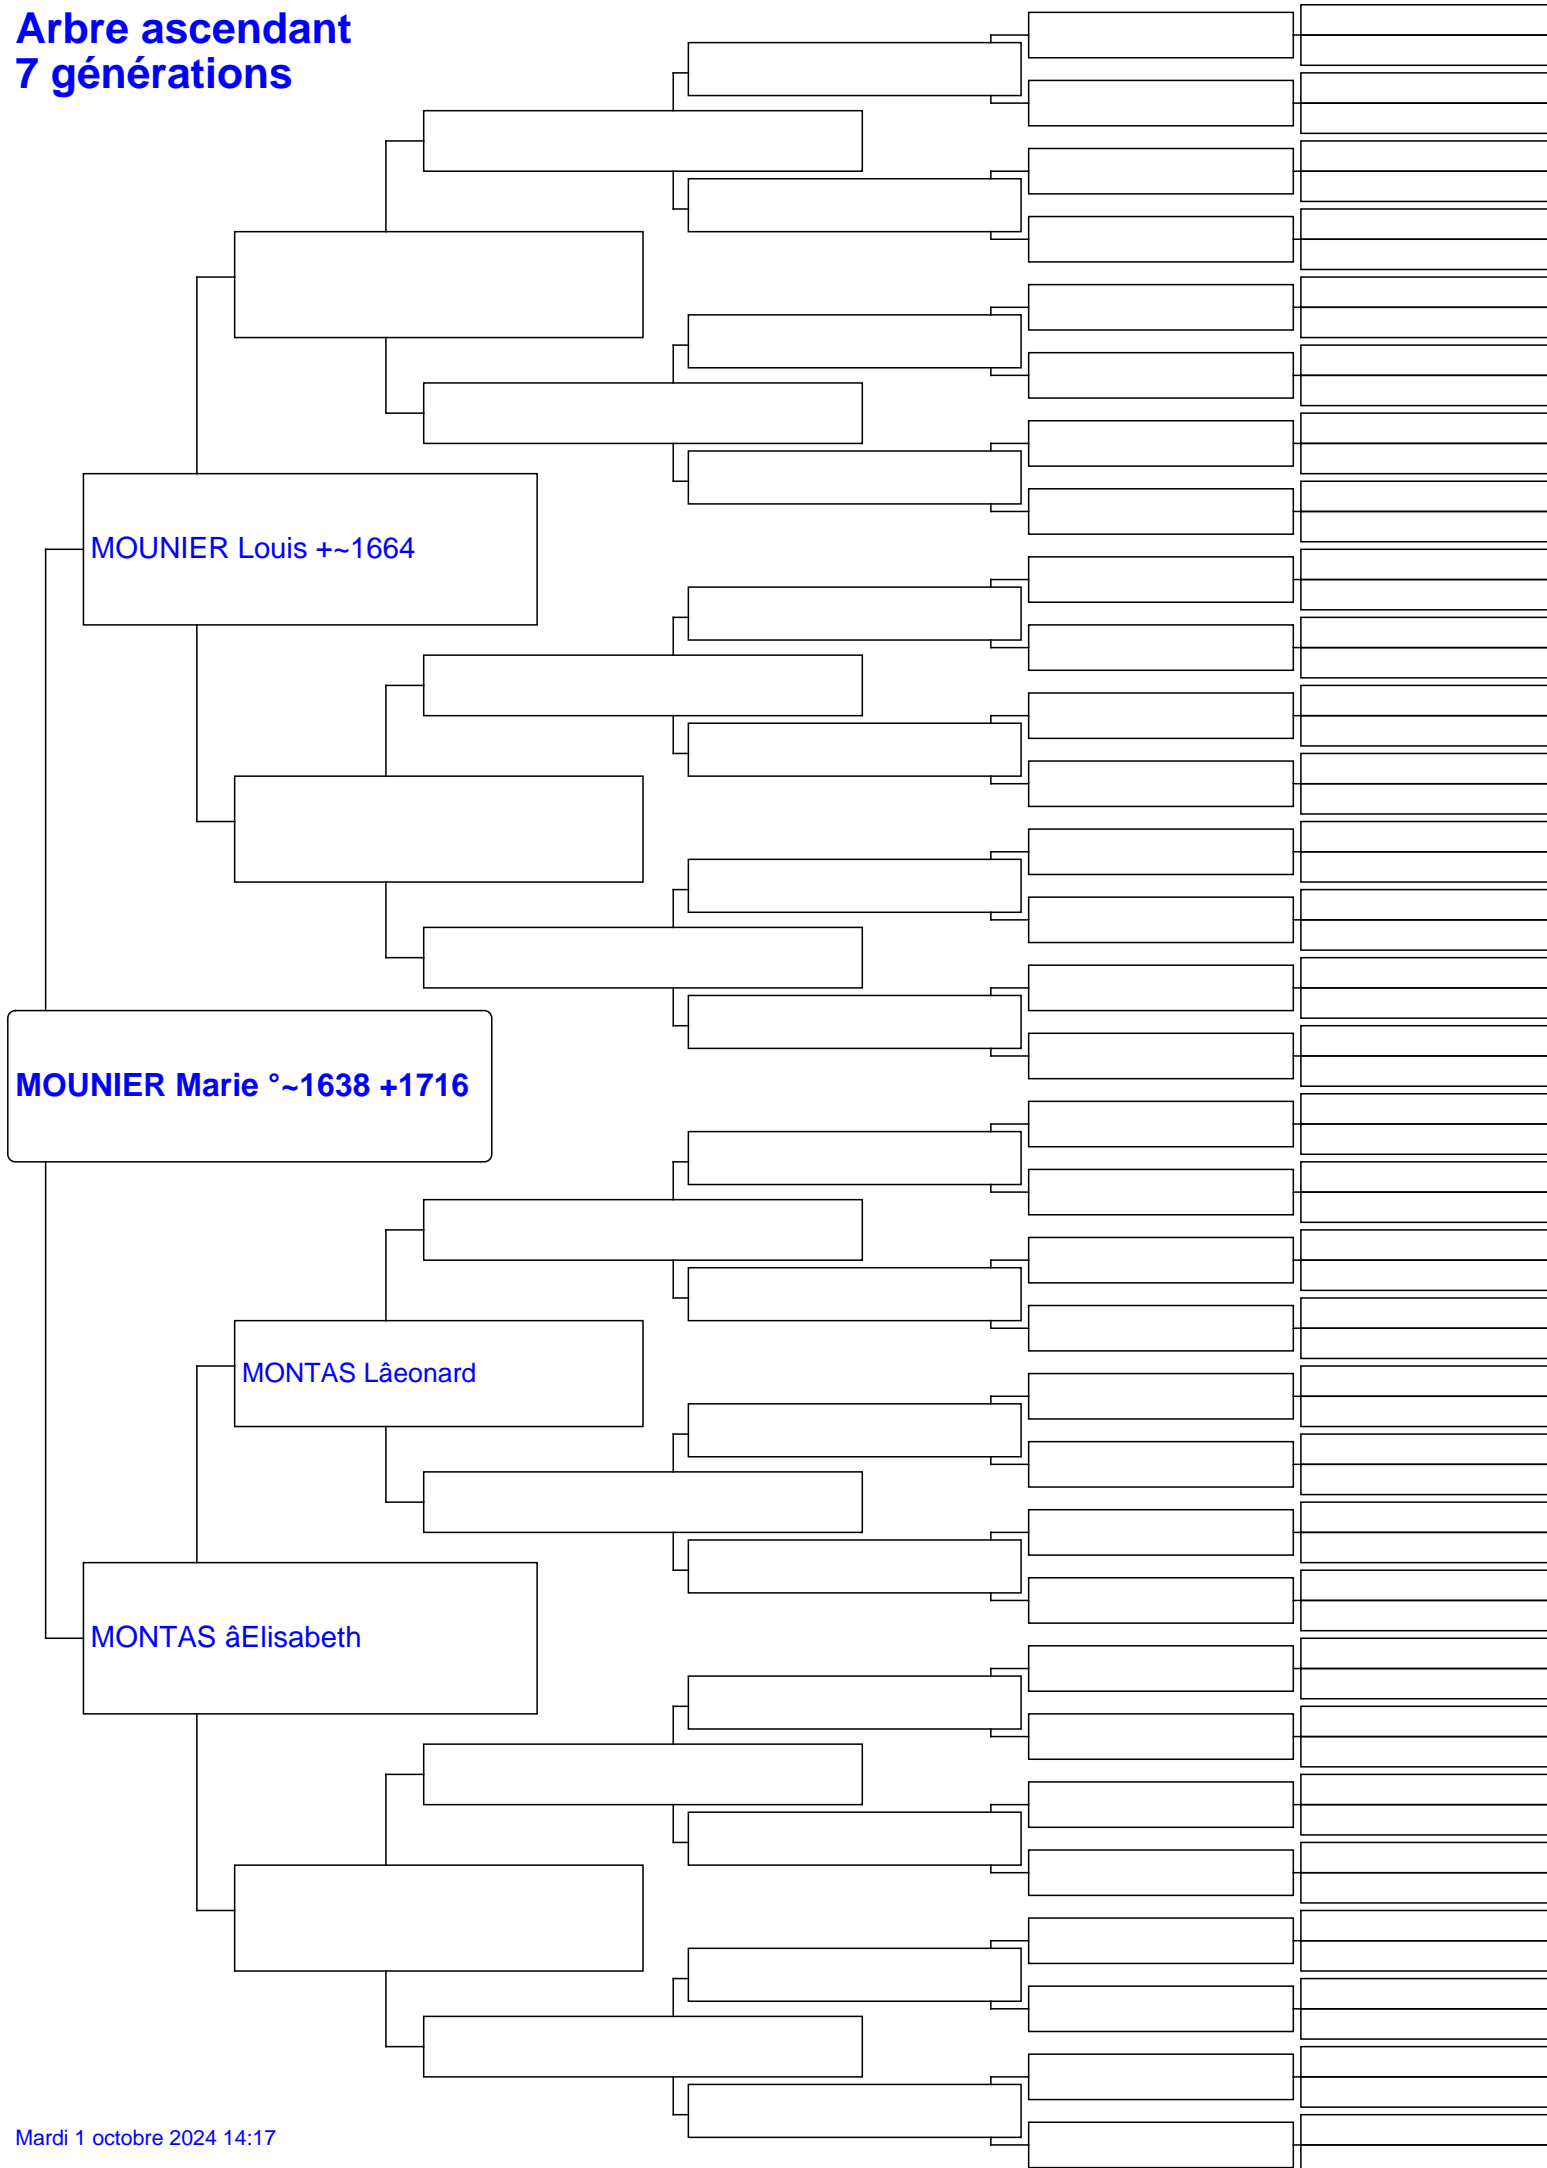 Arbre ascendant
7 générations
MOUNIER Louis +~1664
MOUNIER Marie °~1638 +1716
MONTAS Lâeonard
MONTAS âElisabeth
Mardi 1 octobre 2024 14:17